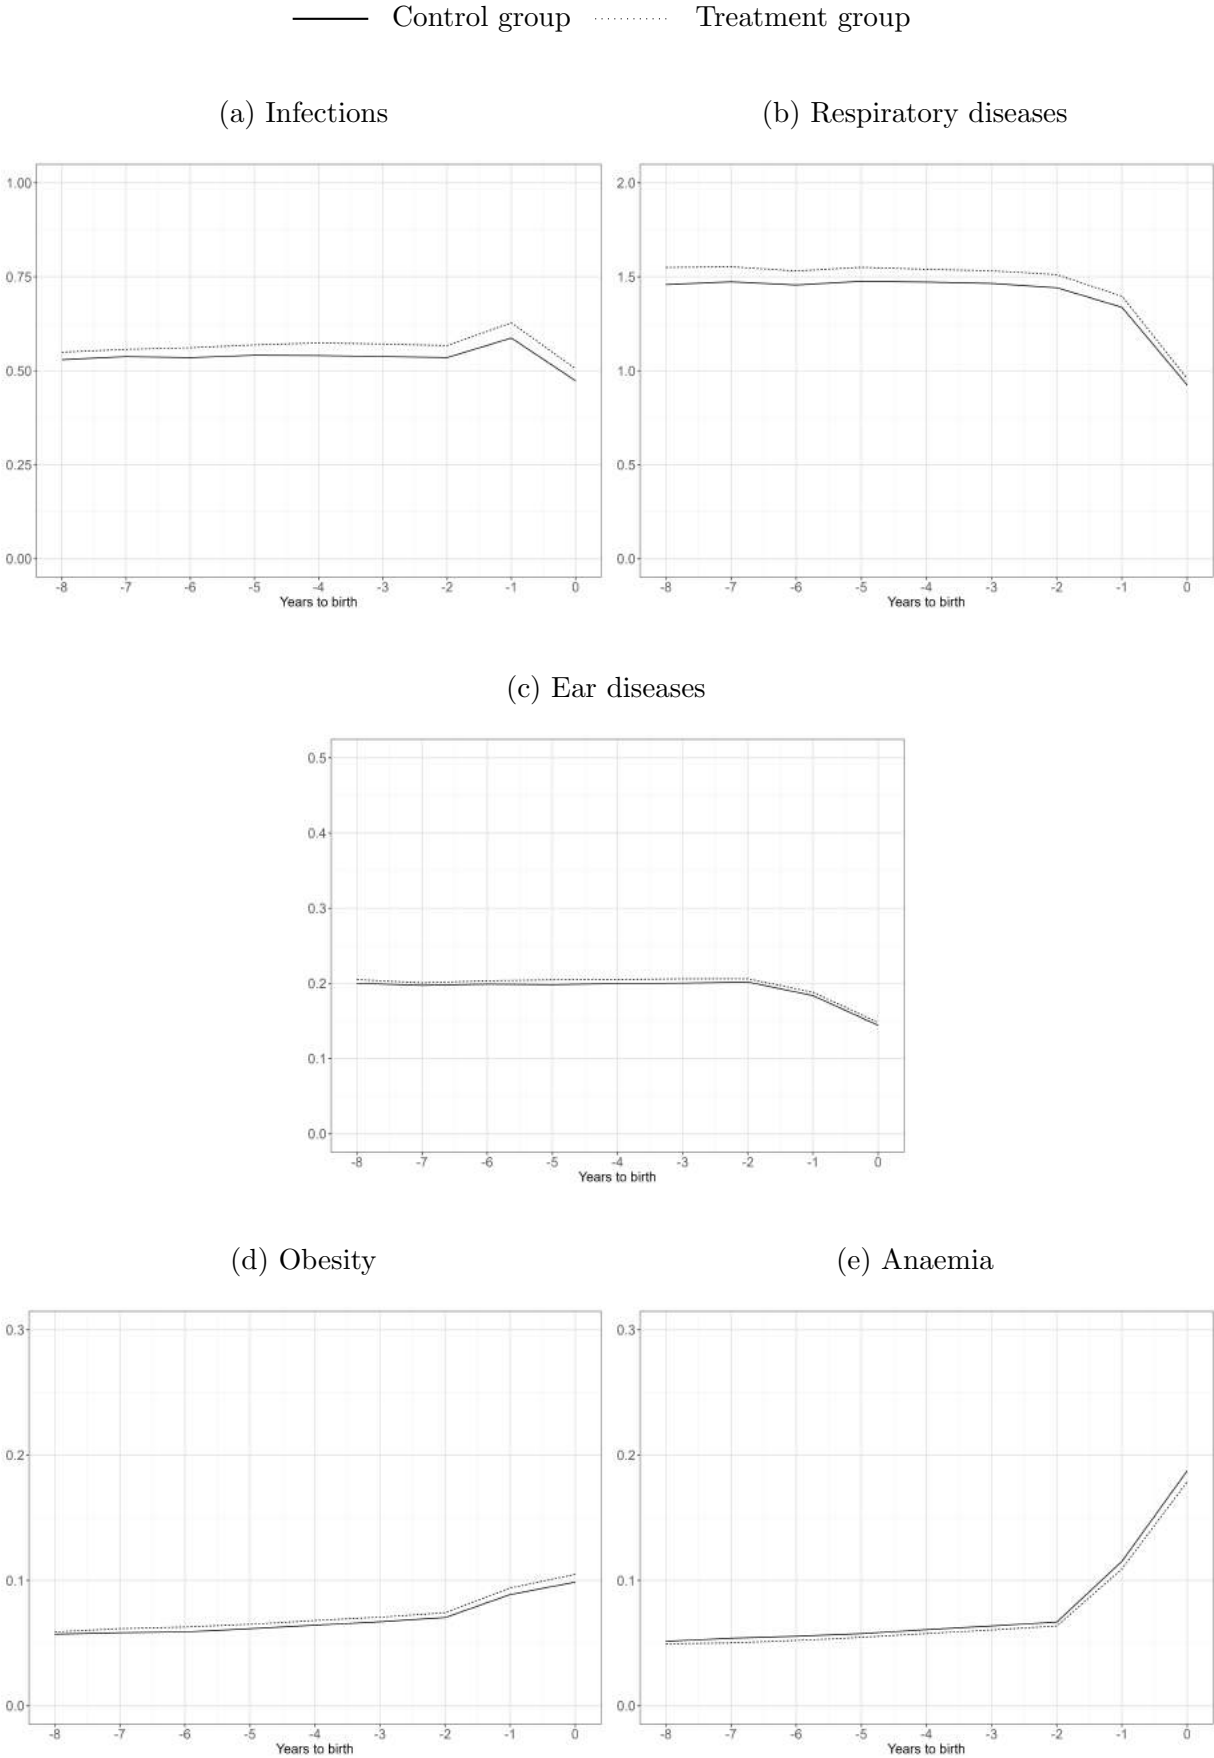 Control group Treatment group
(a) Infections
(b) Respiratory diseases
1.00
0.75
0.50
0.25
0.00
-8 -7 -6 -5 -4 -3 -2 -1 0
Years to birth
2.0
1.5
1.0
0.5
0.0
-8 -7 -6 -5 -4 -3 -2 -1 0
Years to birth
(c) Ear diseases
0.5
0.4
0.3
0.2
0.1
0.0
-8 -7 -6 -5 -4 -3 -2 -1 0
Years to birth
(d) Obesity
(e) Anaemia
0.3
0.2
0.1
0.0
-8 -7 -6 -5 -4 -3 -2 -1 0
Years to birth
0.3
0.2
0.1
0.0
-8 -7 -6 -5 -4 -3 -2 -1 0
Years to birth